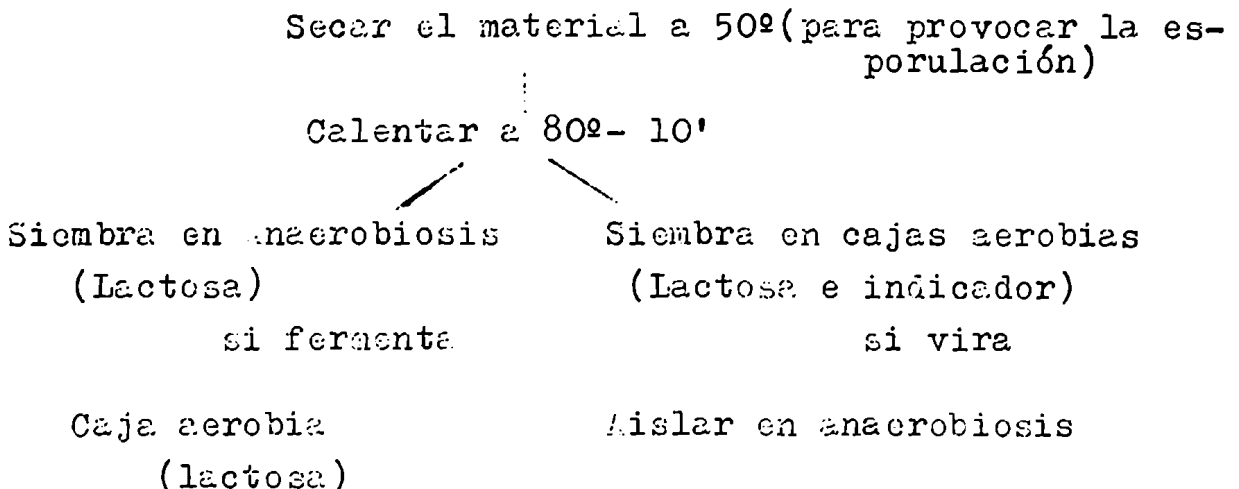 Secar el material a 50º(para provocar la es-
porulación)
Calentar a 80º- 10'
Siembra en anaerobiosis
(Lactosa)
si fermenta
Caja aerobia
(lactosa)
Siembra en cajas aerobias
(Lactosa e indicador)
si vira
Aislar en anaerobiosis